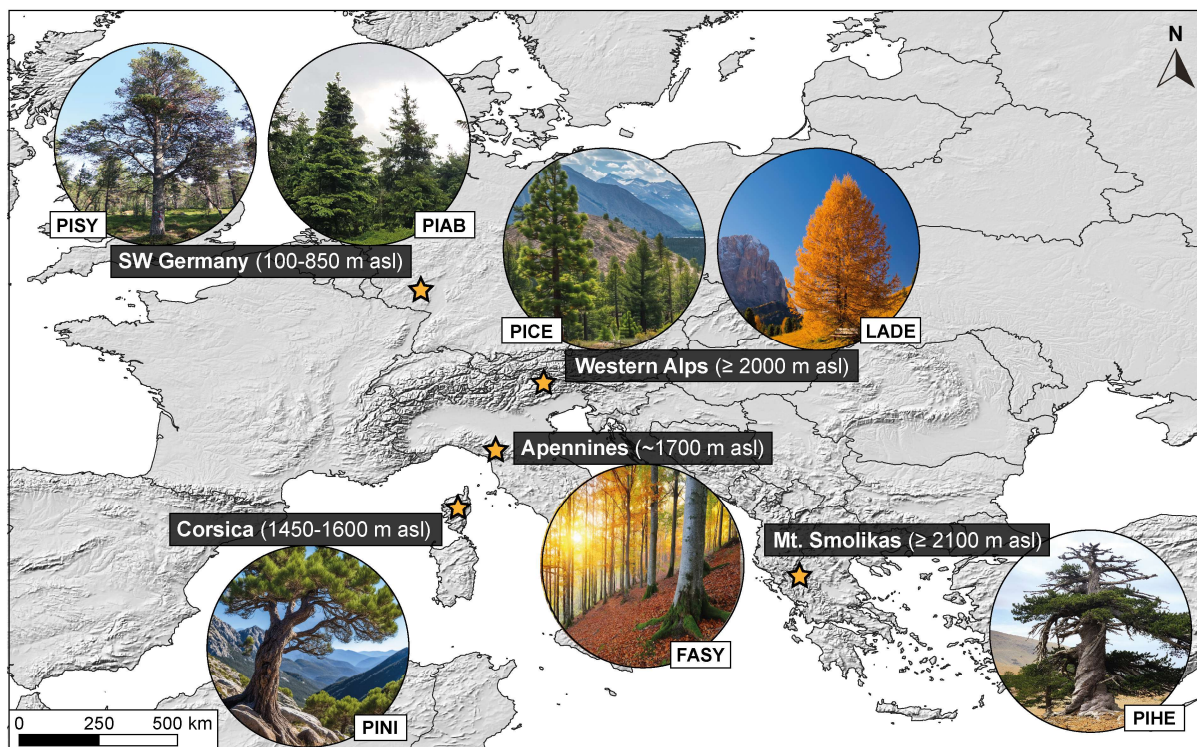 N
PISY
PIAB
SW Germany (100-850 m asl)
PICE
LADE
Western Alps (≥ 2000 m asl)
Apennines (~1700 m asl)
Corsica (1450-1600 m asl)
Mt. Smolikas (≥ 2100 m asl)
FASY
PINI
PIHE
0 250 500 km